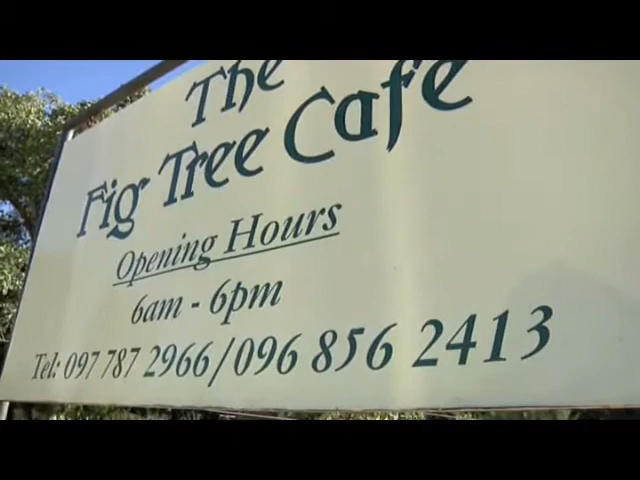 The
Fig Tree Cafe
Opening Hours
6am - 6pm
Tel: 097 787 2966/096 856 2413